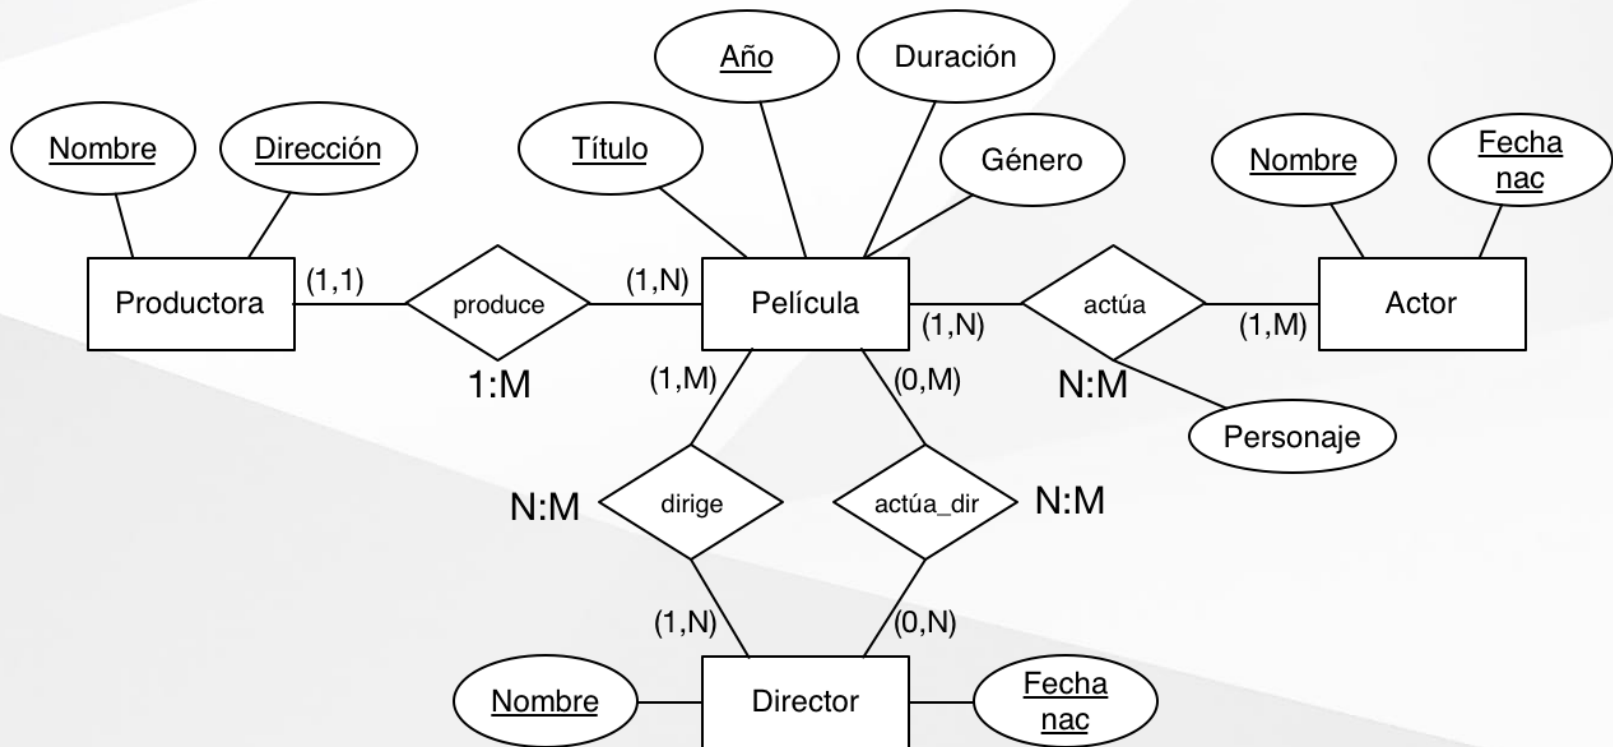 Año
Duración
Nombre
Dirección
Título
Género
Nombre
Fecha
nac
Productora
(1,1)
produce
(1,N)
Película
(1,N)
actúa
(1,M)
Actor
1:M
(1,M)
(0,M)
N:M
Personaje
N:M
dirige
actúa_dir
N:M
(1,N)
(0,N)
Nombre
Director
Fecha
nac